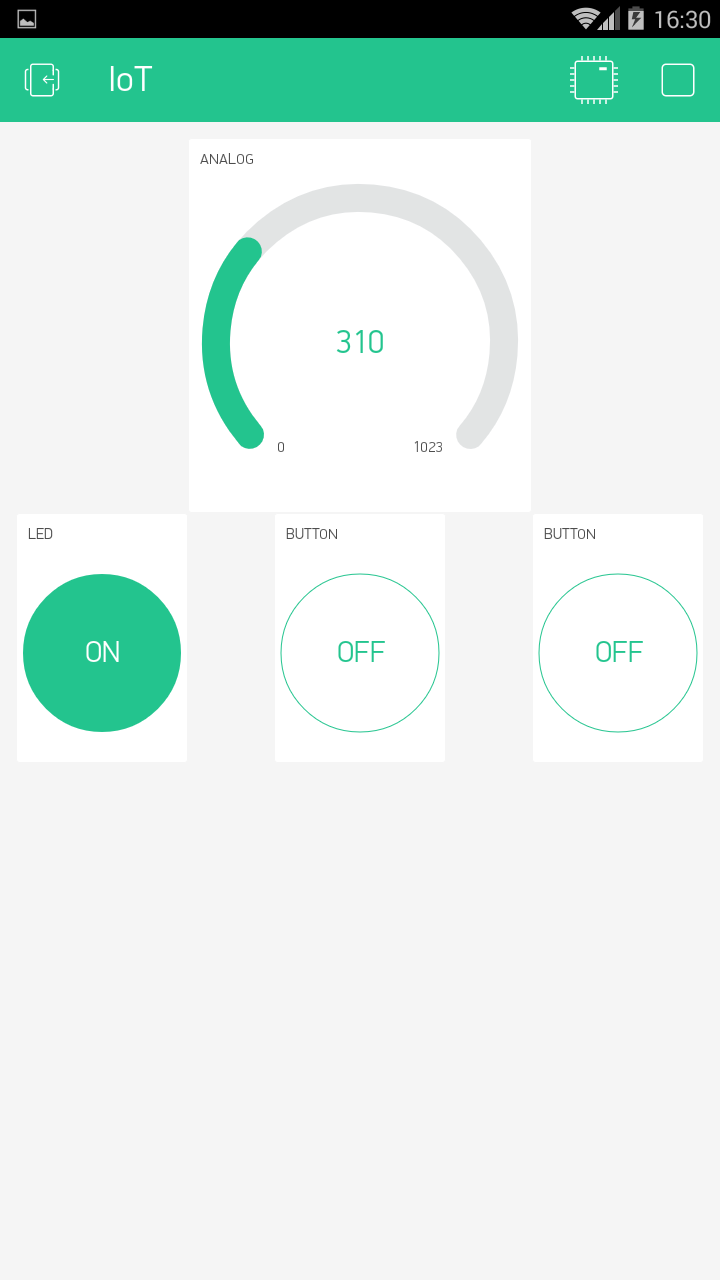 16:30
IoT
ANALOG
310
0 1023
LED BUTTON BUTTON
ON OFF OFF